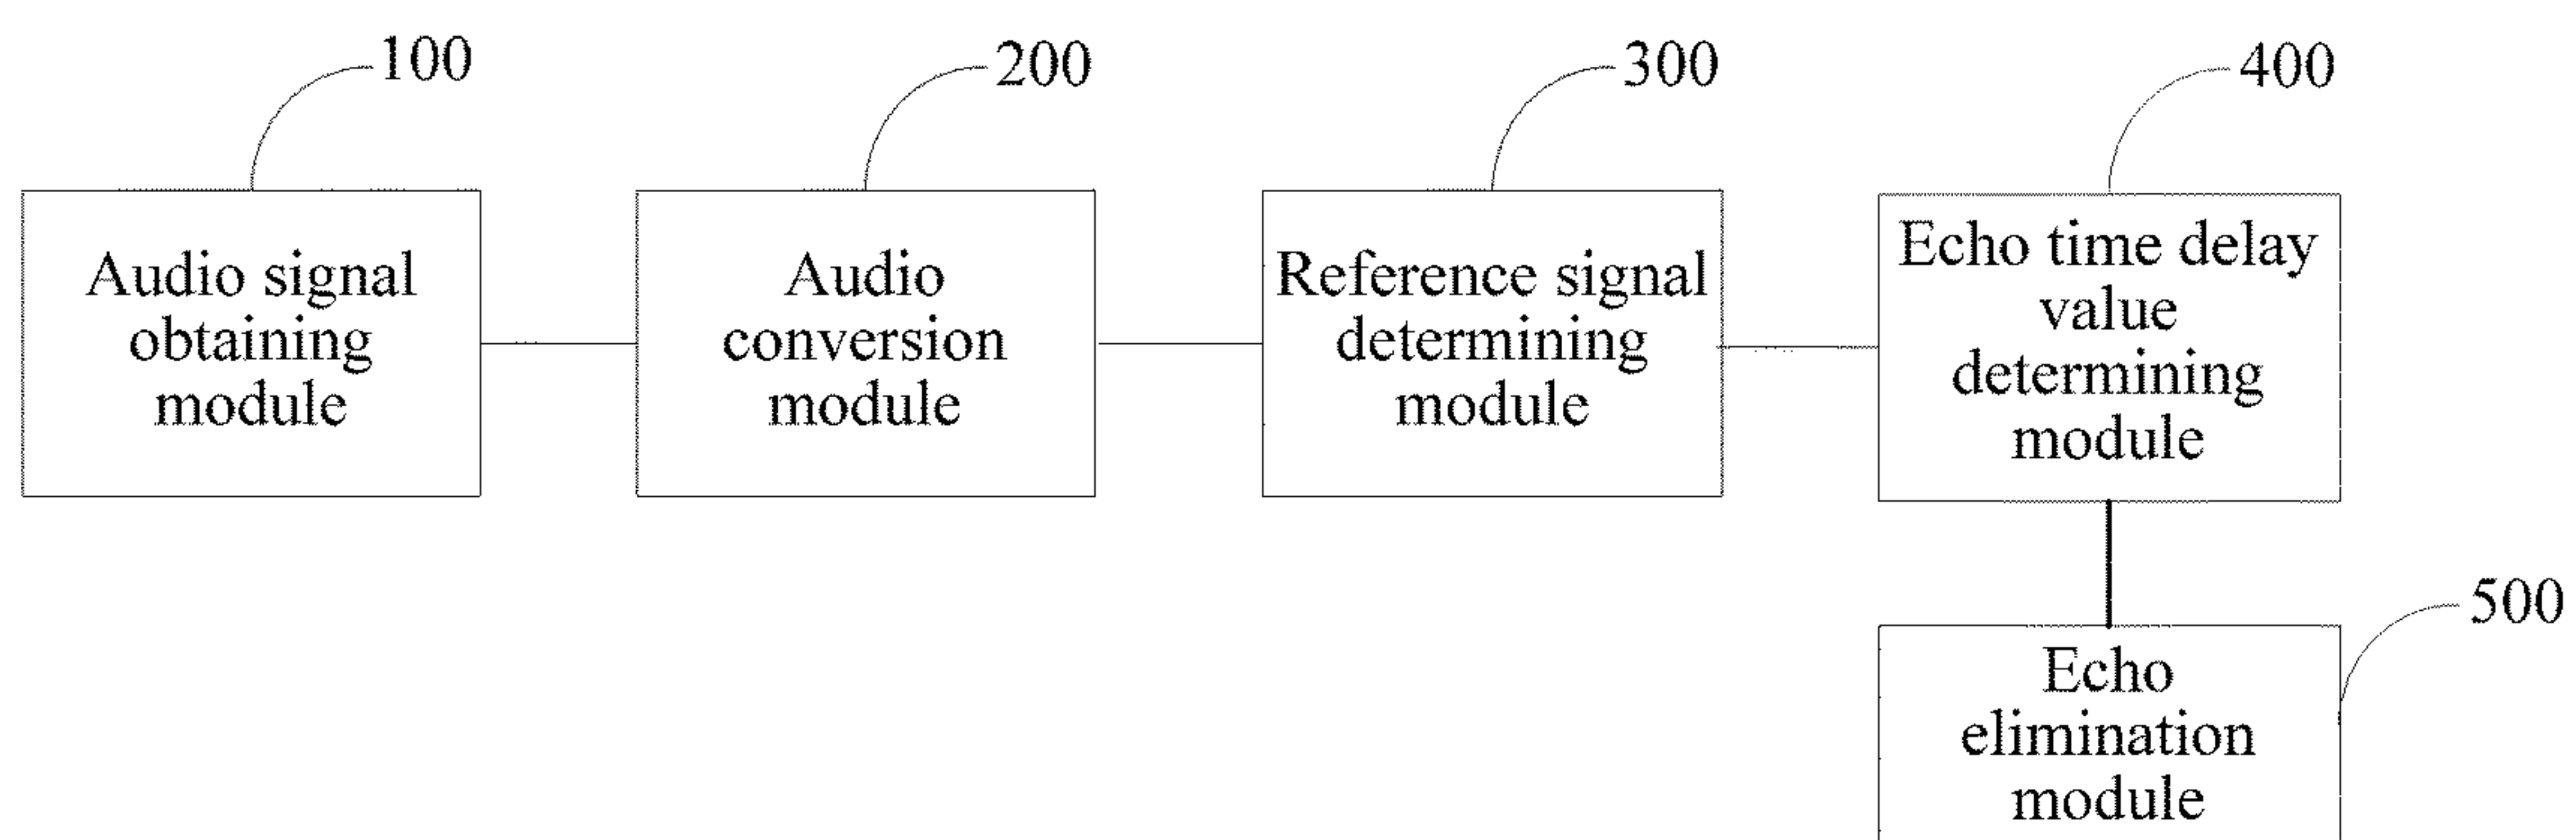 100
200
300
400
Audio signal
obtaining
module
Audio
conversion
module
Reference signal
determining
module
Echo time delay
value
determining
module
500
Echo
elimination
module